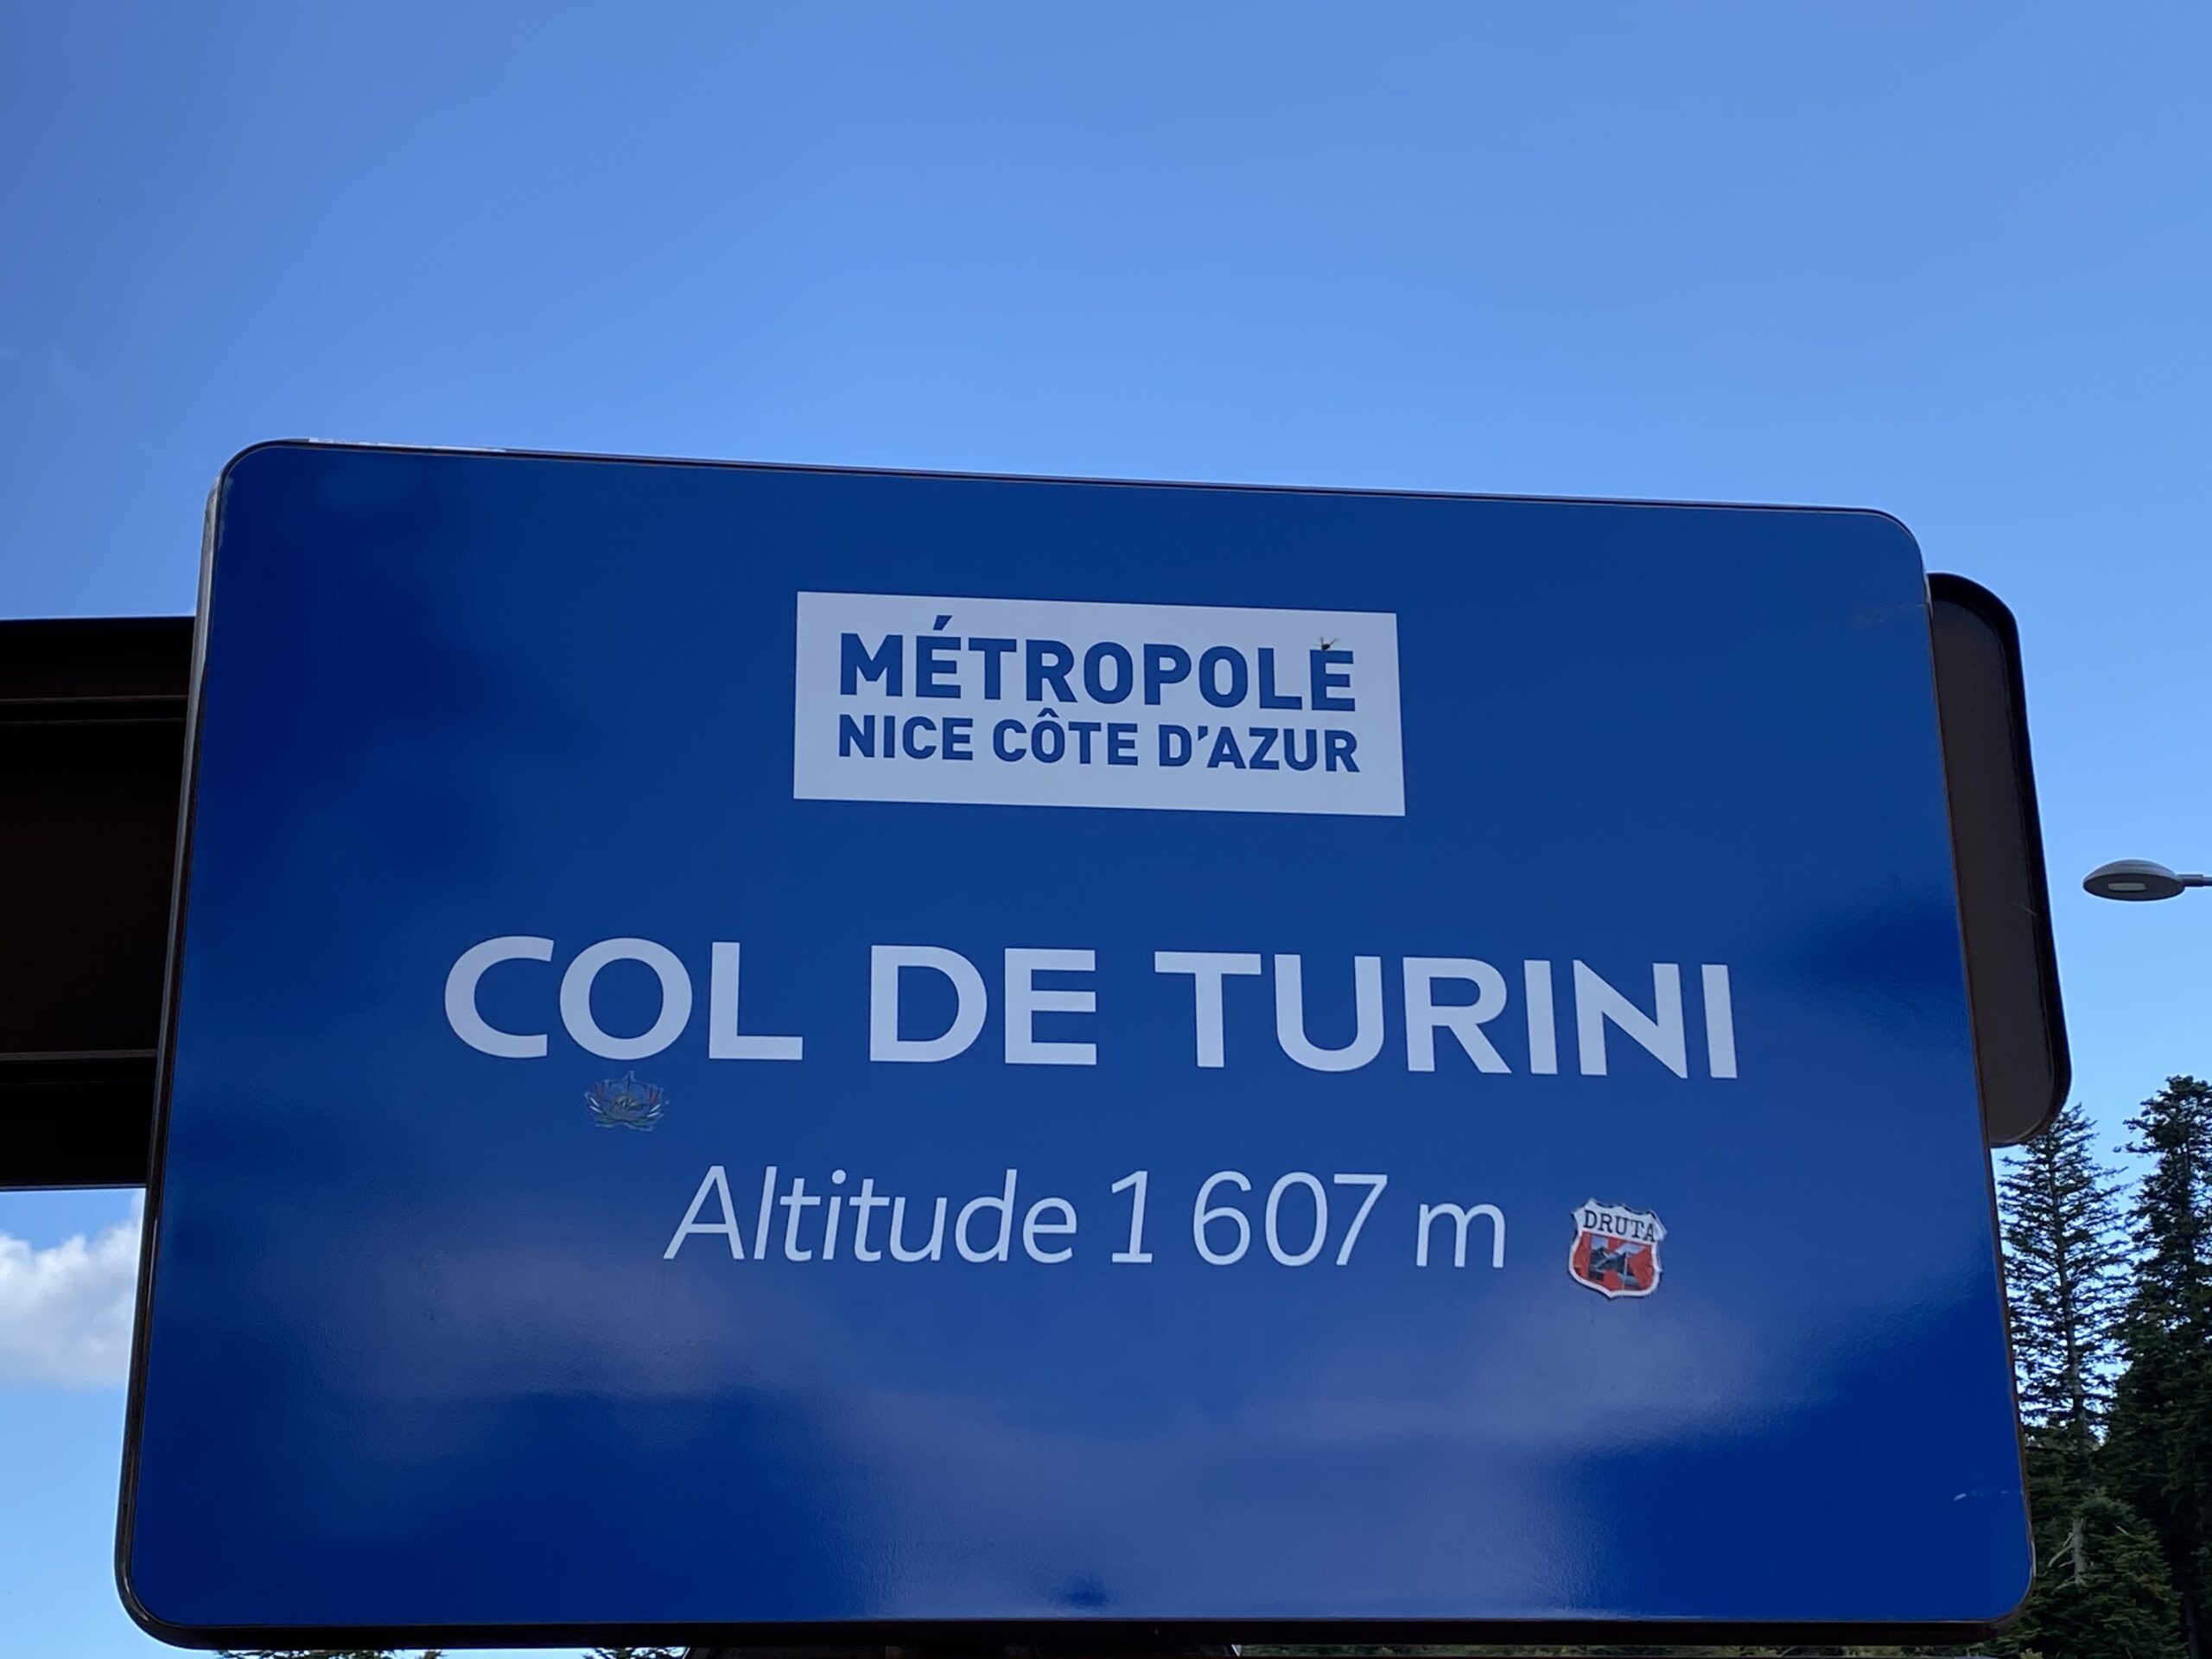 MÉTROPOLE
NICE CÔTE D'AZUR
COL DE TURINI
Altitude 1 607 m
DRUTA